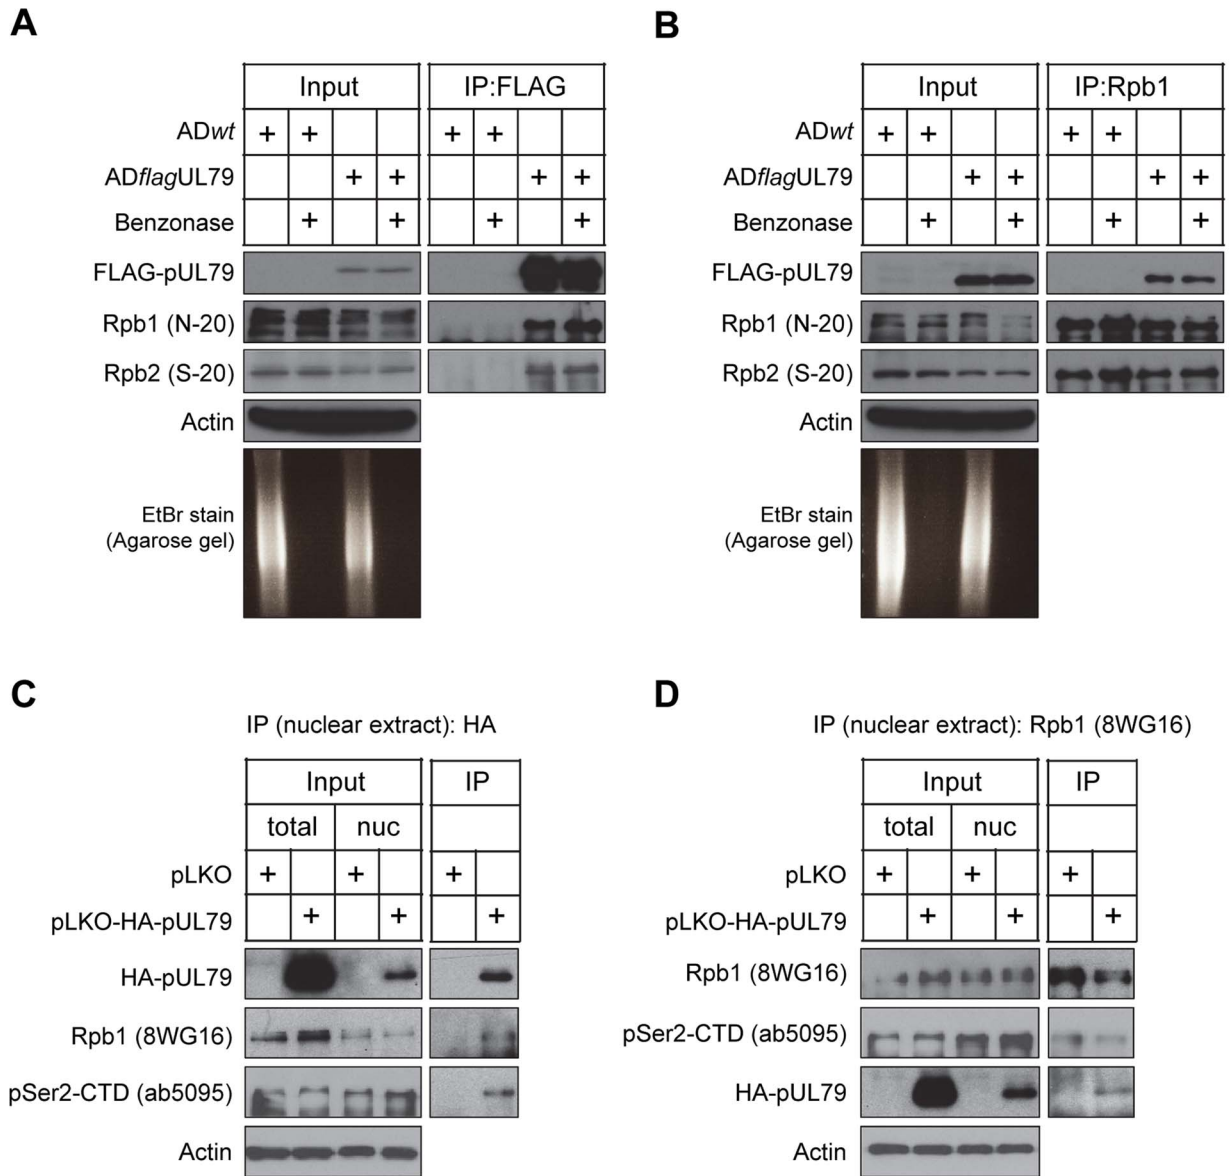 A
Input IP:FLAG
ADwt + + + +
ADflagUL79 + + + +
Benzonase + + + +
FLAG-pUL79
Rpb1 (N-20)
Rpb2 (S-20)
Actin
EtBr stain
(Agarose gel)
B
Input IP:Rpb1
ADwt + + + +
ADflagUL79 + + + +
Benzonase + + + +
FLAG-pUL79
Rpb1 (N-20)
Rpb2 (S-20)
Actin
EtBr stain
(Agarose gel)
C
IP (nuclear extract): HA
Input IP
total nuc
pLKO + + +
pLKO-HA-pUL79 + + +
HA-pUL79
Rpb1 (8WG16)
pSer2-CTD (ab5095)
Actin
D
IP (nuclear extract): Rpb1 (8WG16)
Input IP
total nuc
pLKO + + +
pLKO-HA-pUL79 + + +
Rpb1 (8WG16)
pSer2-CTD (ab5095)
HA-pUL79
Actin